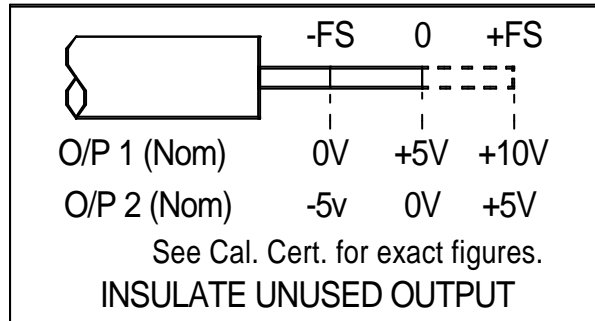 -FS 0 +FS
O/P 1 (Nom) 0V +5V +10V
O/P 2 (Nom) -5v 0V +5V
See Cal. Cert. for exact figures.
INSULATE UNUSED OUTPUT